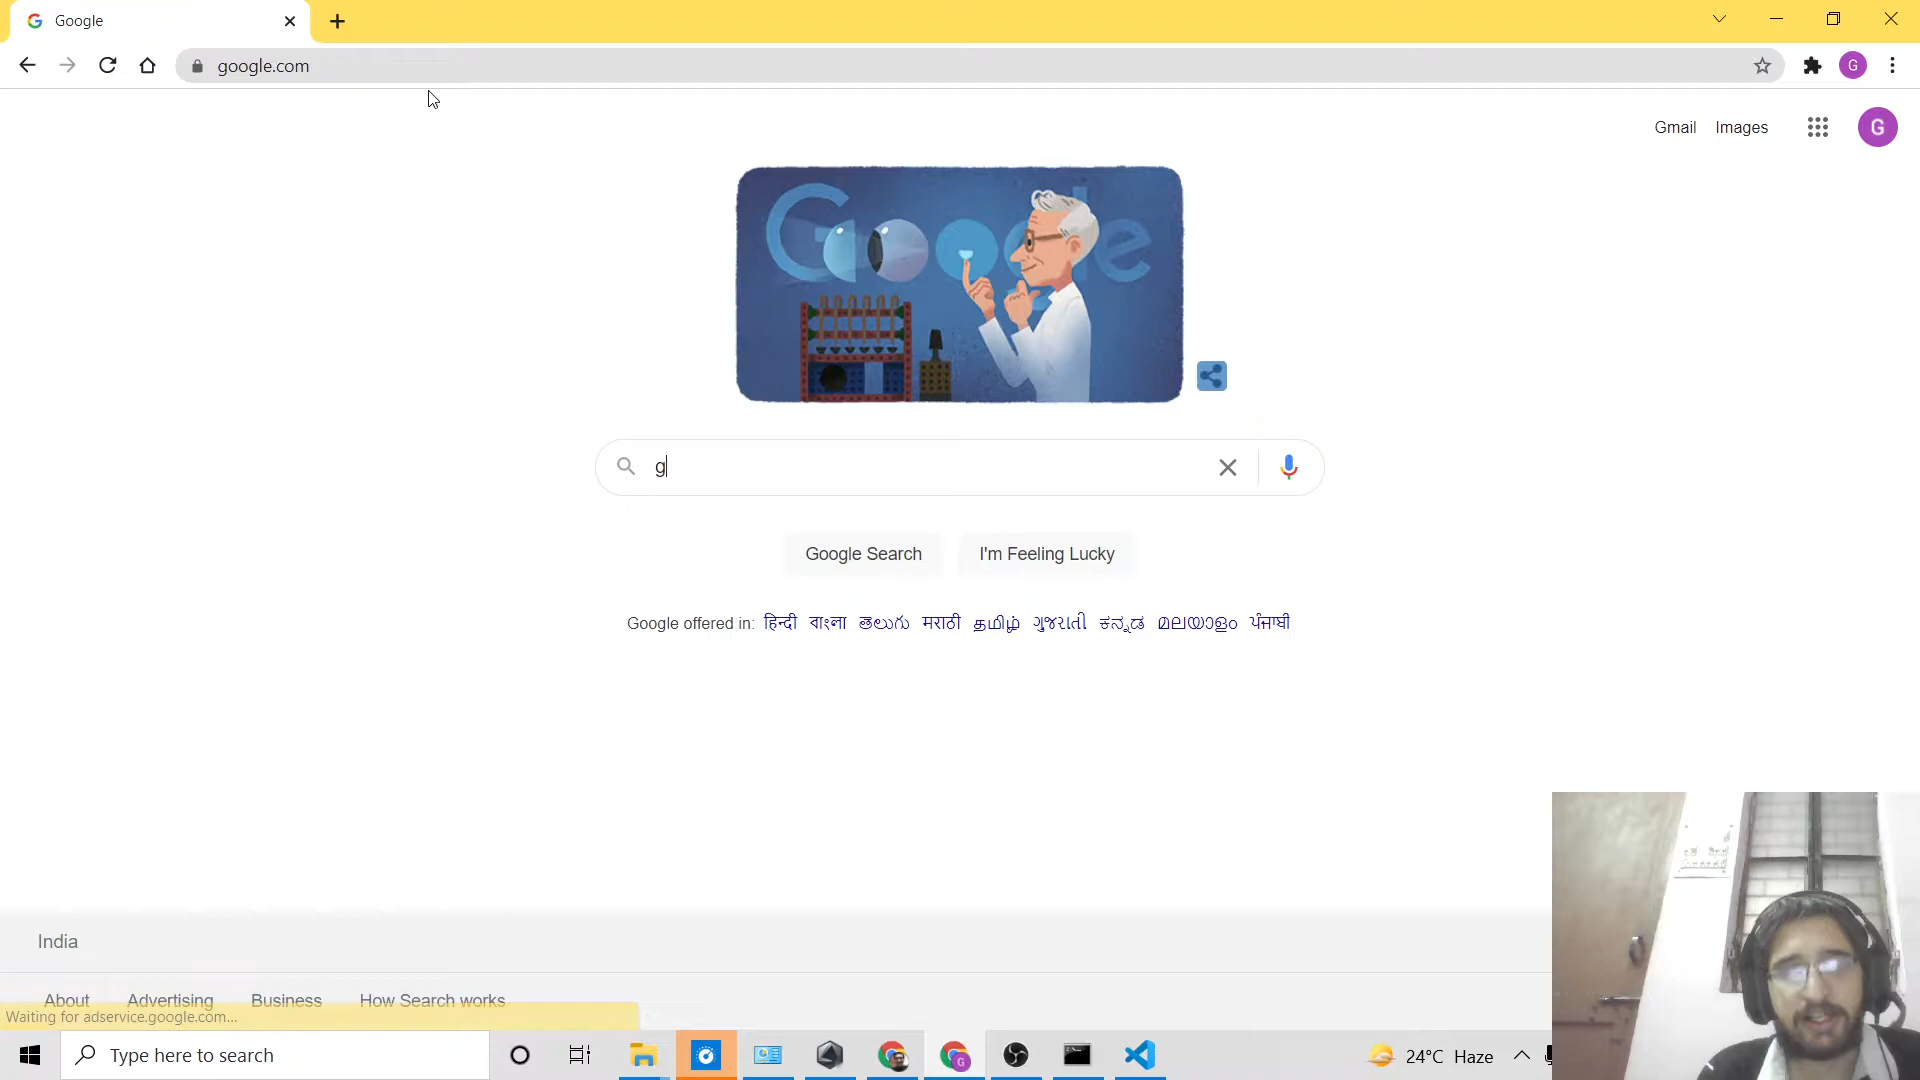 Google
google.com
G
Gmail Images
G
Google
g
Google Search I'm Feeling Lucky
Google offered in: हिन्दी বাংলা తెలుగు मराठी தமிழ் ગુજરાતી ಕನ್ನಡ മലയാളം ਪੰਜਾਬੀ
India
About Advertising Business How Search works
Waiting for adservice.google.com...
Type here to search
G
24°C Haze